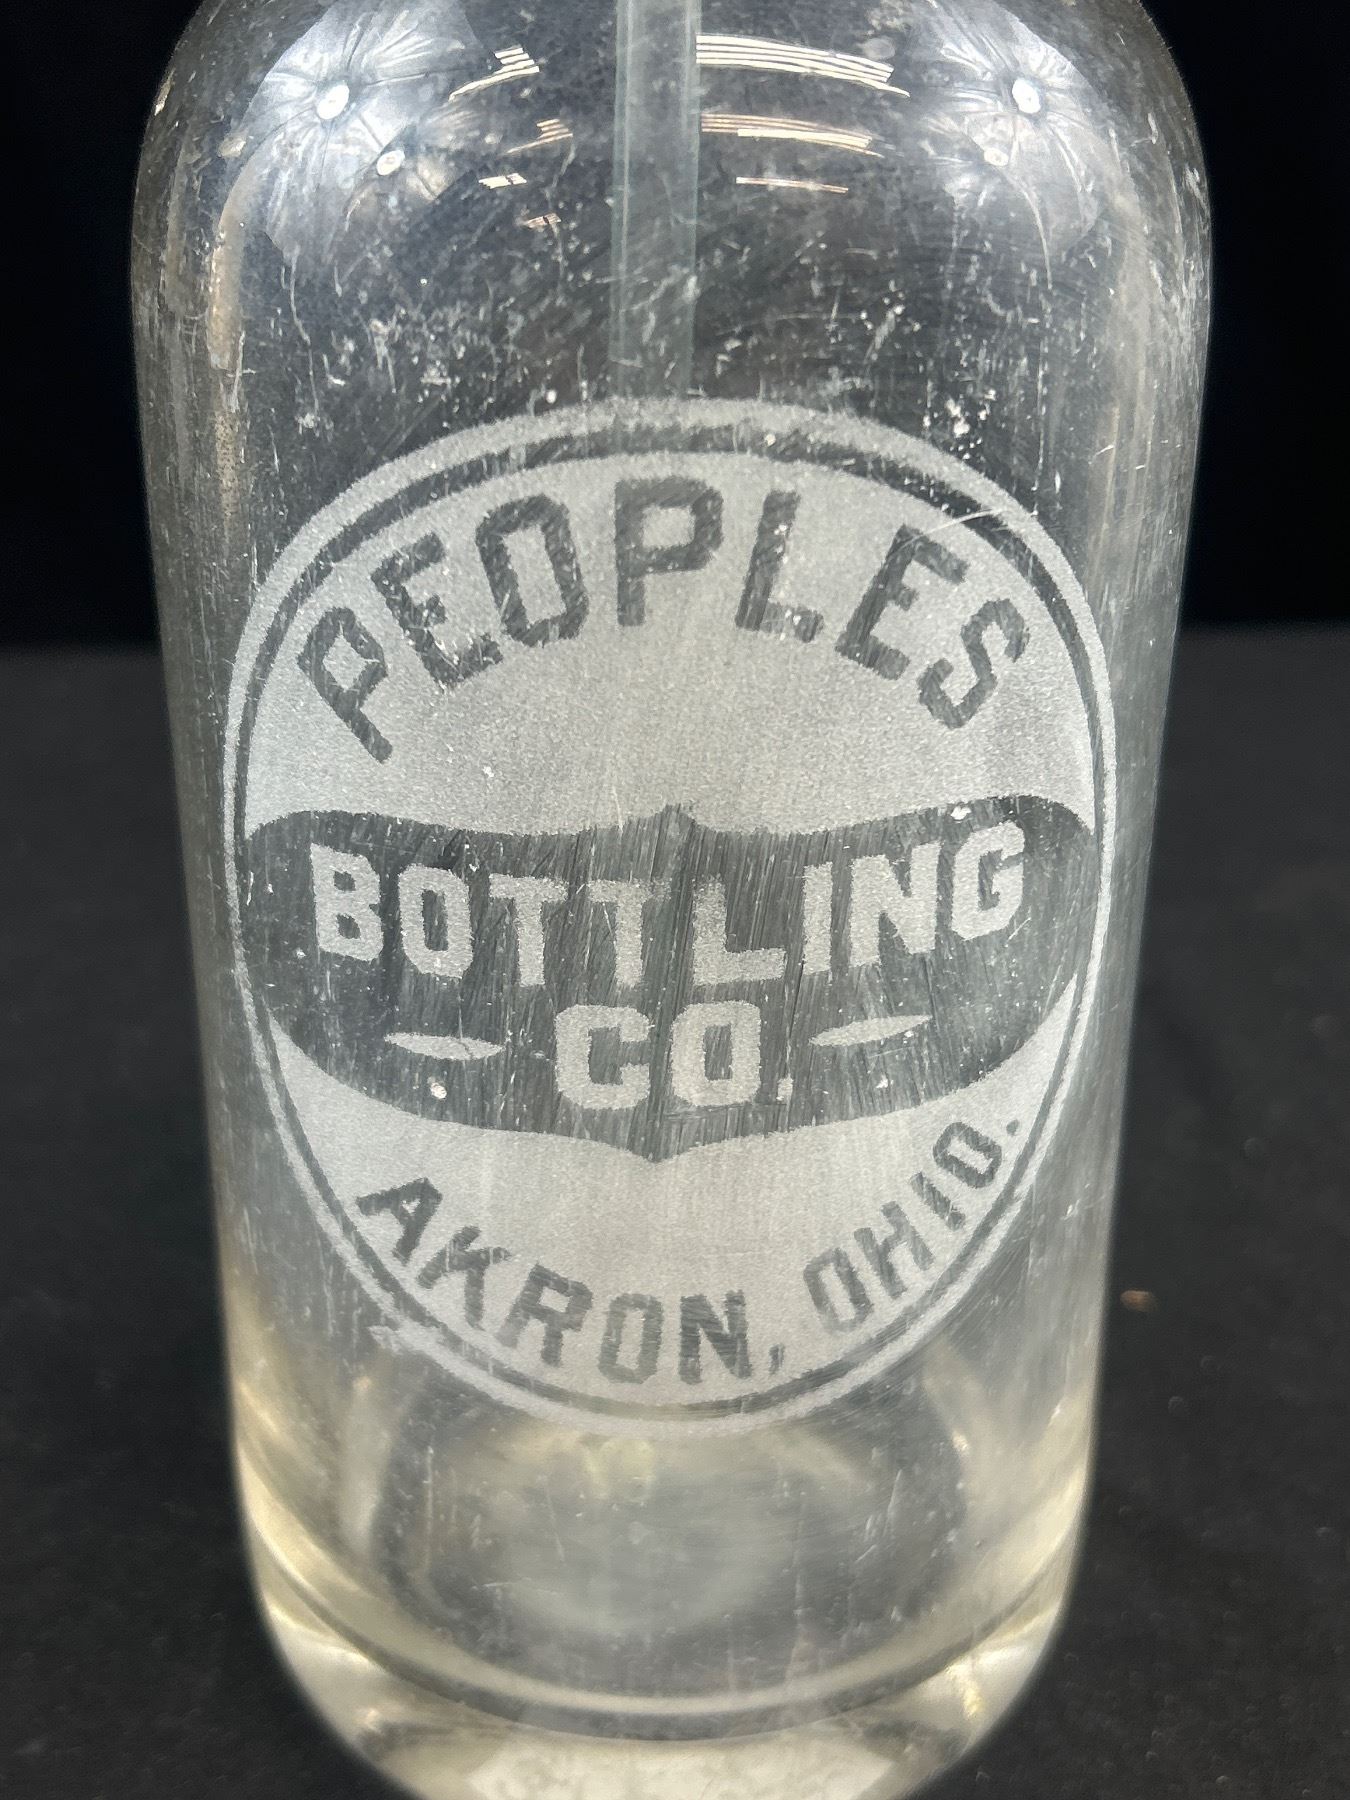 PEOPLES
BOTTLING
CO.
AKRON, OHIO.